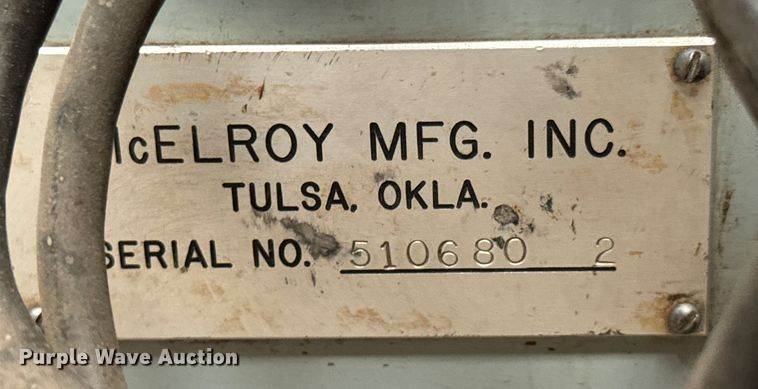 McELROY MFG. INC.
TULSA, OKLA.
SERIAL NO. 510680 2
Purple Wave Auction